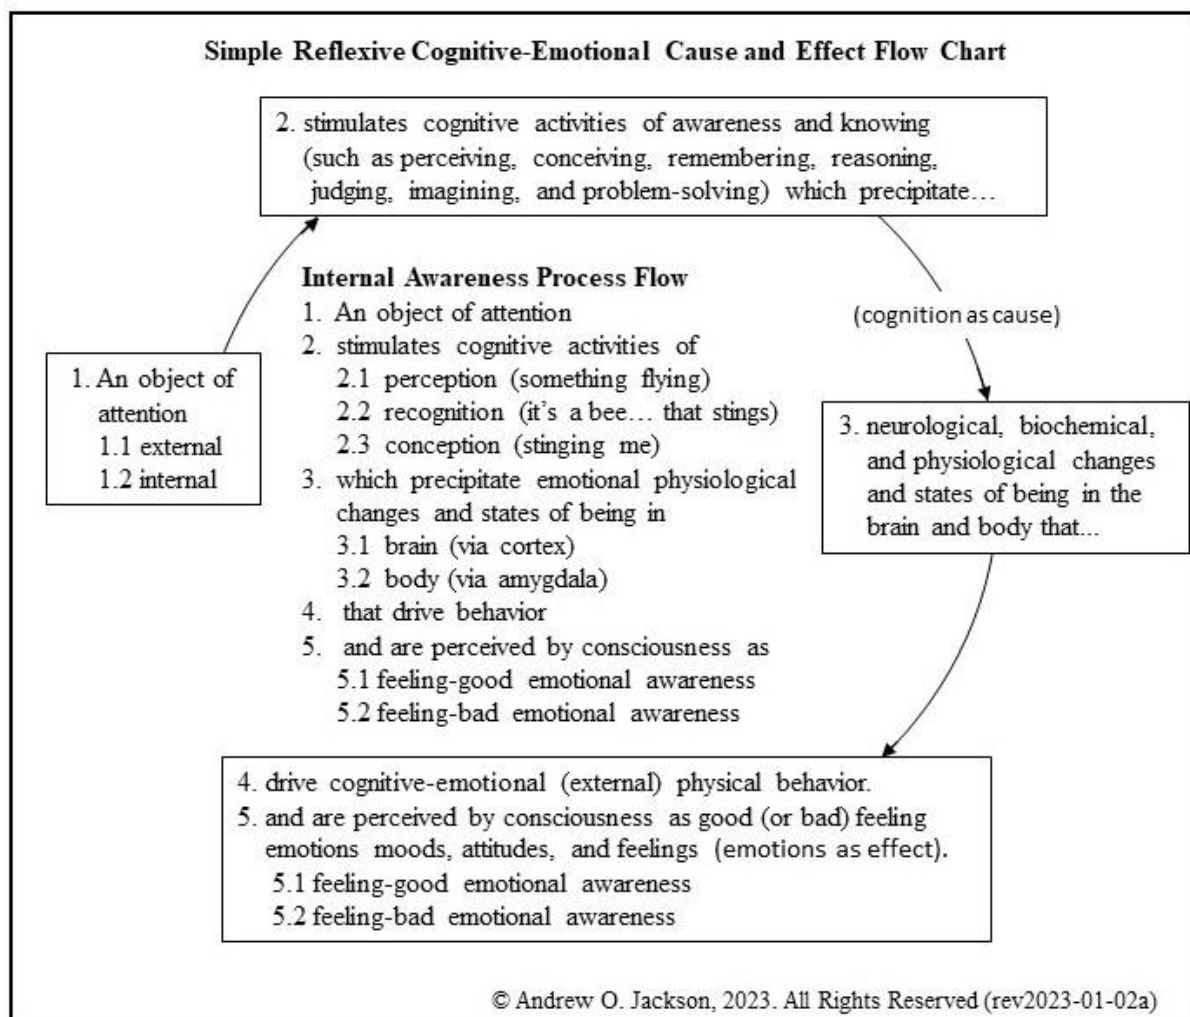 Simple Reflexive Cognitive-Emotional Cause and Effect Flow Chart
2. stimulates cognitive activities of awareness and knowing
(such as perceiving, conceiving, remembering, reasoning,
judging, imagining, and problem-solving) which precipitate…
(cognition as cause)
1. An object of
attention
1.1 external
1.2 internal
Internal Awareness Process Flow
1. An object of attention
2. stimulates cognitive activities of
2.1 perception (something flying)
2.2 recognition (it's a bee… that stings)
2.3 conception (stinging me)
3. which precipitate emotional physiological
changes and states of being in
3.1 brain (via cortex)
3.2 body (via amygdala)
4. that drive behavior
5. and are perceived by consciousness as
5.1 feeling-good emotional awareness
5.2 feeling-bad emotional awareness
3. neurological, biochemical,
and physiological changes
and states of being in the
brain and body that...
4. drive cognitive-emotional (external) physical behavior.
5. and are perceived by consciousness as good (or bad) feeling
emotions moods, attitudes, and feelings (emotions as effect).
5.1 feeling-good emotional awareness
5.2 feeling-bad emotional awareness
© Andrew O. Jackson, 2023. All Rights Reserved (rev2023-01-02a)